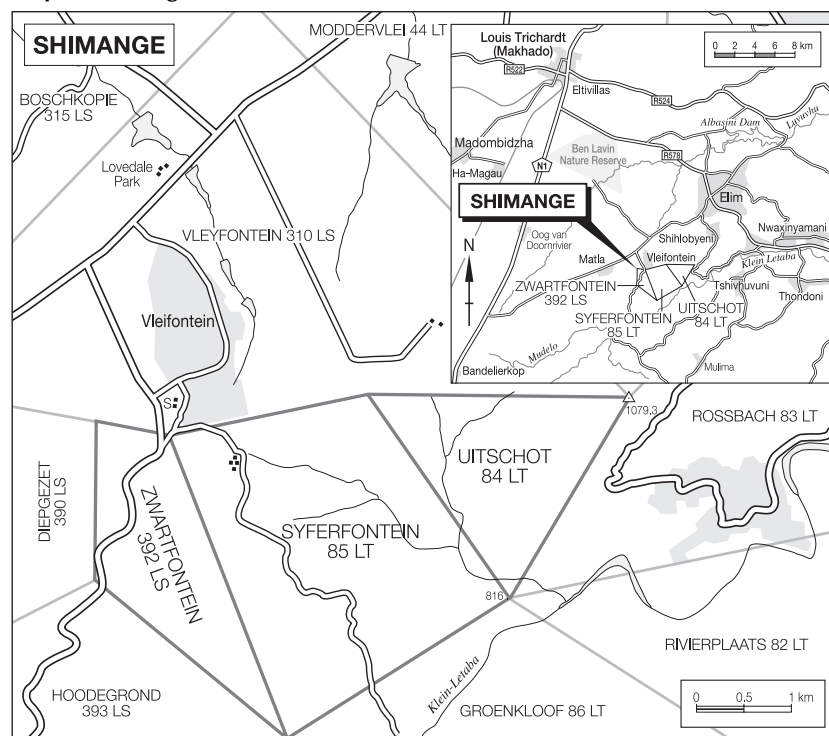 SHIMANGE
MODDERVLEI 44 LT
BOSCHKOPIE
315 LS
Lovedale
Park
VLEYFONTEIN 310 LS
Vleifontein
S
DIEPGEZET
390 LS
ZWARTFONTEIN
392 LS
SYFERFONTEIN
85 LT
UITSCHOT
84 LT
1079.3
ROSSBACH 83 LT
816
RIVIERPLAATS 82 LT
HOODEGROND
393 LS
Klein-Letaba
GROENKLOOF 86 LT
0 0.5 1 km
Louis Trichardt
(Makhado)
0 2 4 6 8 km
R522
Eltivillas
R524
Albasini Dam
Luvuvhu
Madombidzha
Ben Lavin
Nature Reserve
R578
Ha-Magau
N1
SHIMANGE
Elim
N
Oog van
Doornrivier
Shihlobyeni
Nwaxinyamani
Matla
Vleifontein
Klein Letaba
ZWARTFONTEIN
392 LS
Tshivhuvuni
Thondoni
SYFERFONTEIN
85 LT
UITSCHOT
84 LT
Mudelo
Bandelierkop
Mulima